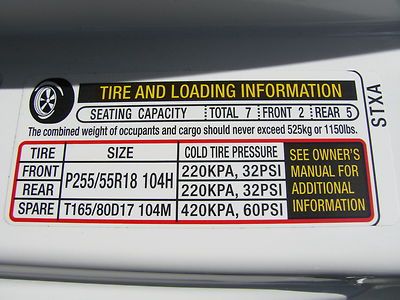 TIRE AND LOADING INFORMATION
SEATING CAPACITY TOTAL 7 FRONT 2 REAR 5
The combined weight of occupants and cargo should never exceed 525kg or 1150lbs.
STXA
TIRE SIZE COLD TIRE PRESSURE
FRONT P255/55R18 104H 220KPA, 32PSI
REAR 220KPA, 32PSI
SPARE T165/80D17 104M 420KPA, 60PSI
SEE OWNER'S
MANUAL FOR
ADDITIONAL
INFORMATION